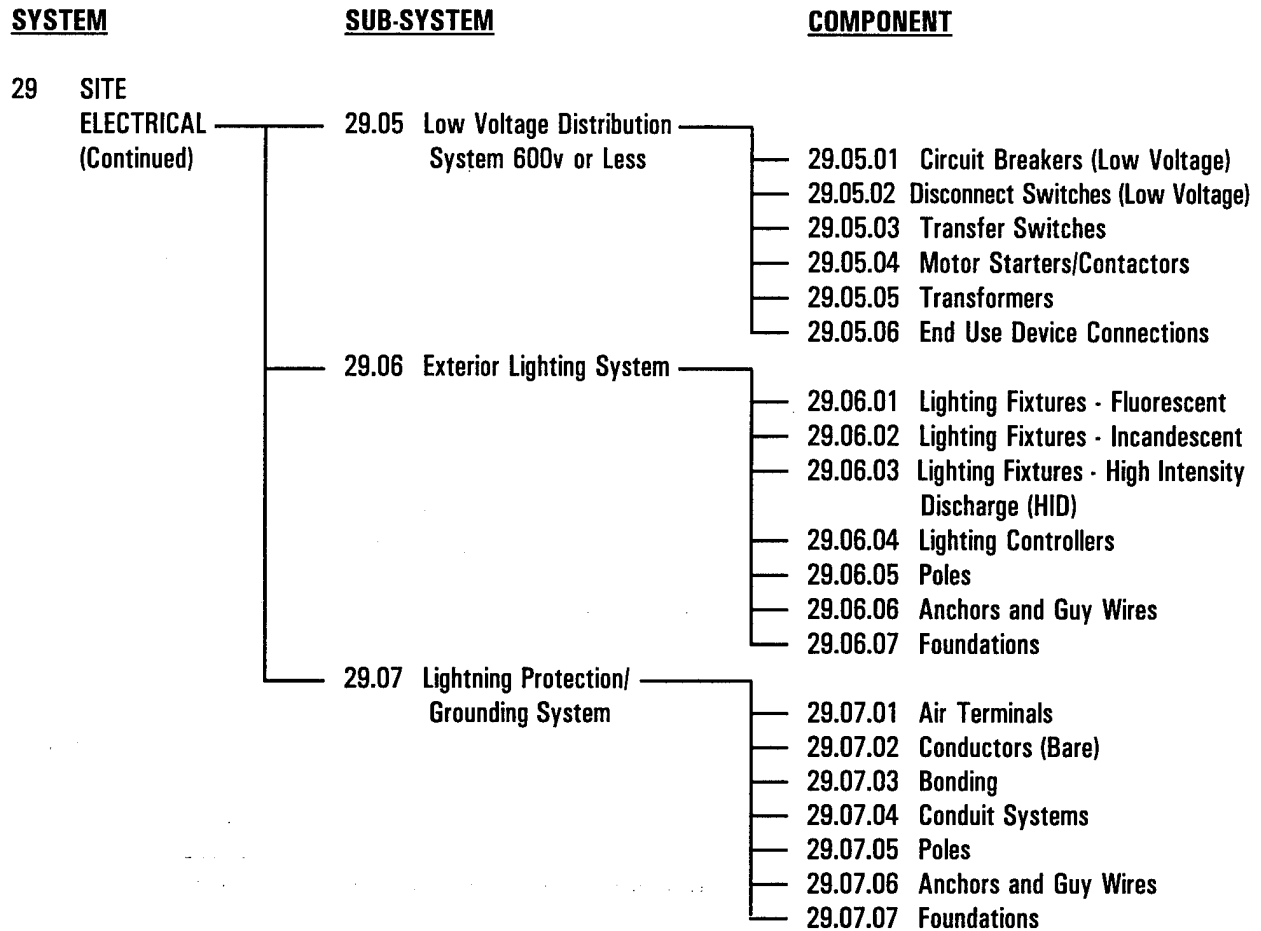 SYSTEM SUB-SYSTEM COMPONENT
29 SITE
ELECTRICAL
(Continued)
29.05 Low Voltage Distribution
System 600v or Less
29.05.01 Circuit Breakers (Low Voltage)
29.05.02 Disconnect Switches (Low Voltage)
29.05.03 Transfer Switches
29.05.04 Motor Starters/Contactors
29.05.05 Transformers
29.05.06 End Use Device Connections
29.06 Exterior Lighting System
29.06.01 Lighting Fixtures - Fluorescent
29.06.02 Lighting Fixtures - Incandescent
29.06.03 Lighting Fixtures - High Intensity
Discharge (HID)
29.06.04 Lighting Controllers
29.06.05 Poles
29.06.06 Anchors and Guy Wires
29.06.07 Foundations
29.07 Lightning Protection/
Grounding System
29.07.01 Air Terminals
29.07.02 Conductors (Bare)
29.07.03 Bonding
29.07.04 Conduit Systems
29.07.05 Poles
29.07.06 Anchors and Guy Wires
29.07.07 Foundations